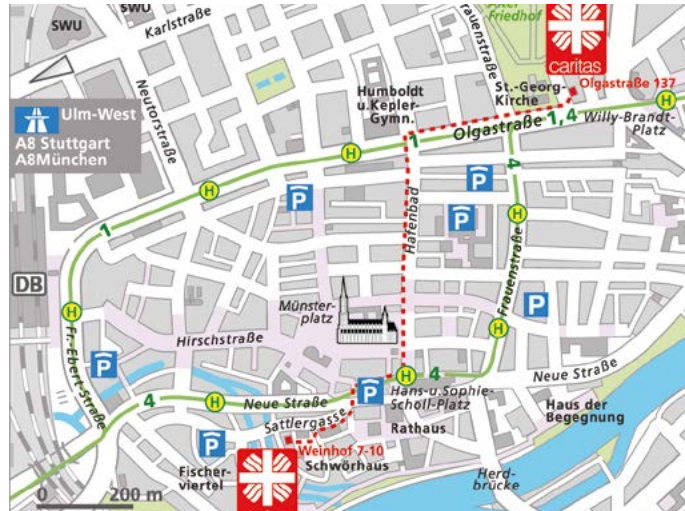 SWU
SWU
Karlstraße
Frauenstraße
Alter
Friedhof
caritas
Olgastraße 137
Neutorstraße
Humboldt
u.Kepler-
Gymn.
St.-Georg-
Kirche
Ulm-West
A8 Stuttgart
A8München
1
Olgastraße
1,4
Willy-Brandt-
Platz
H
H
H
4
P
P
H
1
Hafenbad
P
Frauenstraße
DB
H
Münster-
platz
P
H
Hirschstraße
Fr.-Ebert-Straße
P
H
4
Neue Straße
4
H
Neue Straße
P
Hans-u.Sophie-
Scholl-Platz
Sattlergasse
Rathaus
Haus der
Begegnung
P
Weinhof 7-10
Schwörhaus
Fischer-
viertel
P
Herd-
brücke
0
200 m